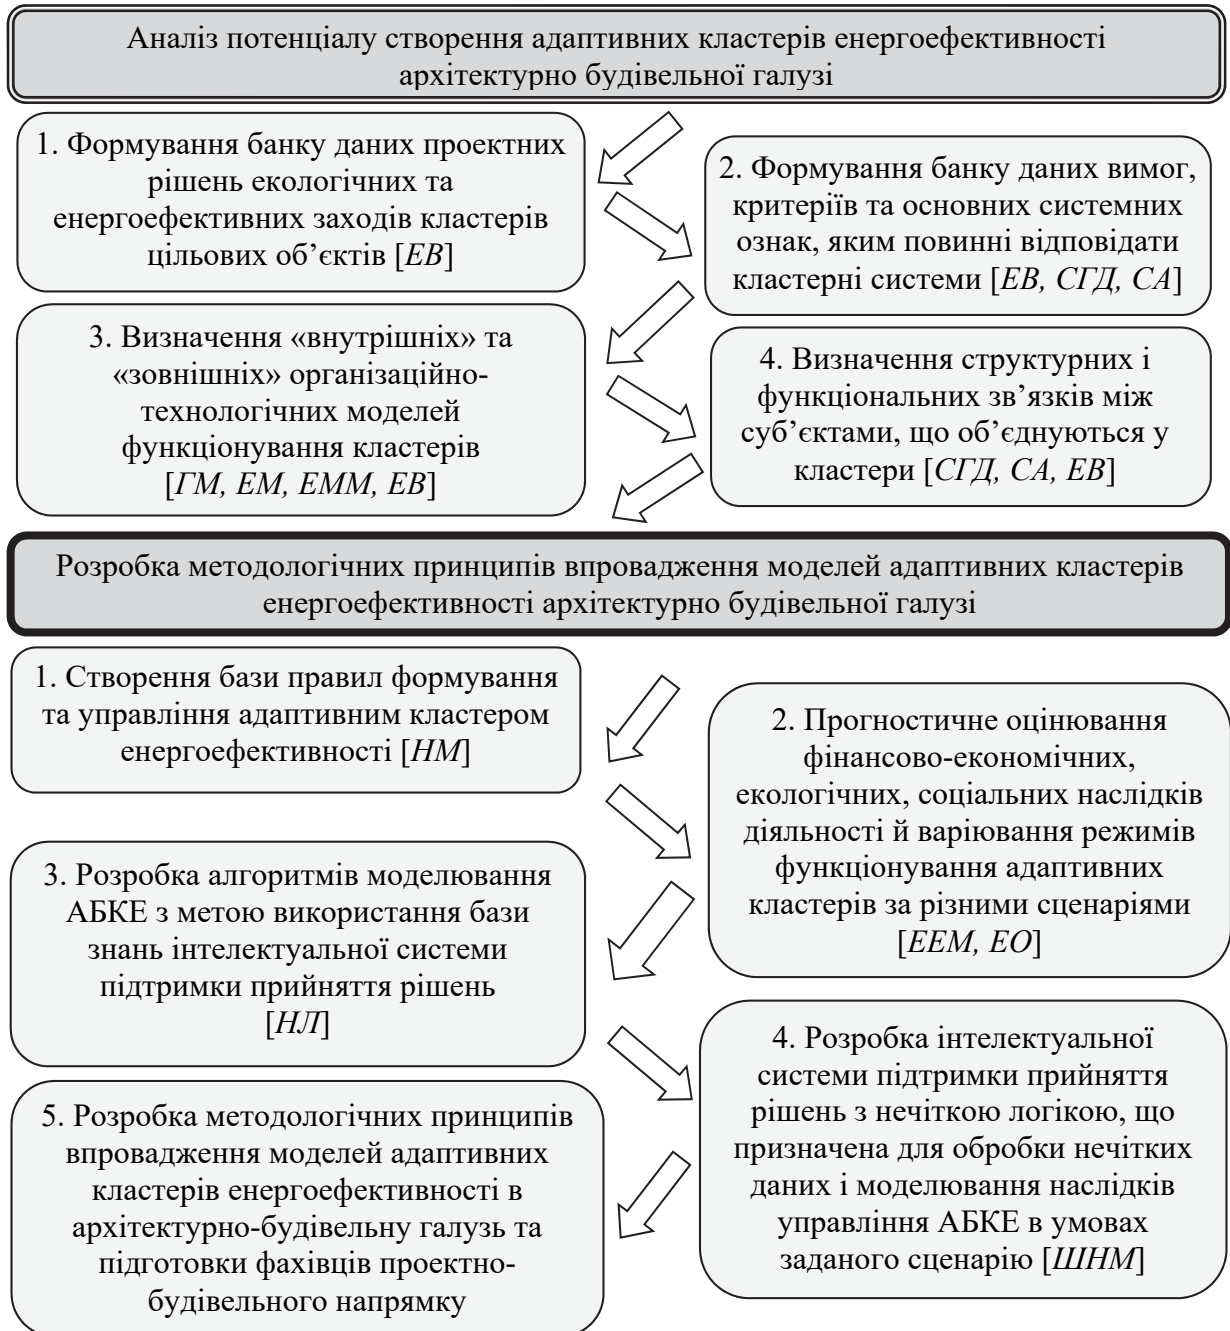 Аналіз потенціалу створення адаптивних кластерів енергоефективності
архітектурно будівельної галузі
1. Формування банку даних проектних
рішень екологічних та
енергоефективних заходів кластерів
цільових об’єктів [ЕВ]
2. Формування банку даних вимог,
критеріїв та основних системних
ознак, яким повинні відповідати
кластерні системи [ЕВ, СГД, СА]
3. Визначення «внутрішніх» та
«зовнішніх» організаційно-
технологічних моделей
функціонування кластерів
[ГМ, ЕМ, ЕММ, ЕВ]
4. Визначення структурних і
функціональних зв’язків між
суб’єктами, що об’єднуються у
кластери [СГД, СА, ЕВ]
Розробка методологічних принципів впровадження моделей адаптивних кластерів
енергоефективності архітектурно будівельної галузі
1. Створення бази правил формування
та управління адаптивним кластером
енергоефективності [НМ]
2. Прогностичне оцінювання
фінансово-економічних,
екологічних, соціальних наслідків
діяльності й варіювання режимів
функціонування адаптивних
кластерів за різними сценаріями
[ЕЕМ, ЕО]
3. Розробка алгоритмів моделювання
АБКЕ з метою використання бази
знань інтелектуальної системи
підтримки прийняття рішень
[НЛ]
4. Розробка інтелектуальної
системи підтримки прийняття
рішень з нечіткою логікою, що
призначена для обробки нечітких
даних і моделювання наслідків
управління АБКЕ в умовах
заданого сценарію [ШНМ]
5. Розробка методологічних принципів
впровадження моделей адаптивних
кластерів енергоефективності в
архітектурно-будівельну галузь та
підготовки фахівців проектно-
будівельного напрямку